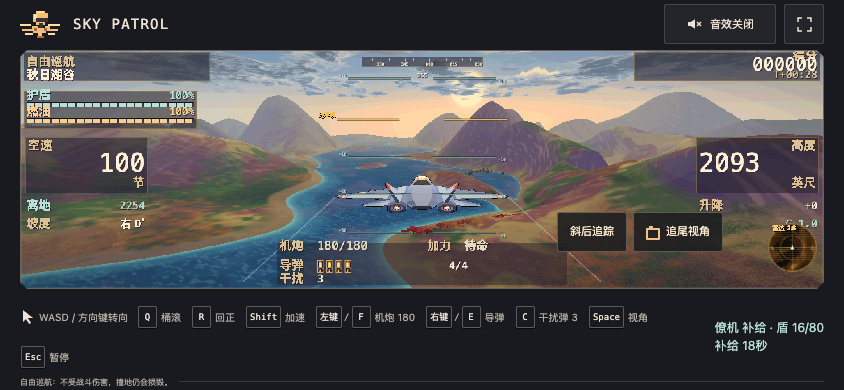 SKY PATROL
音效关闭
自由巡航
秋日湖谷
000000
T+00:28
护盾 100%
燃油 100%
空速
100
节
高度
2093
英尺
离地 2254
坡度 右 0°
升降 +0
G 1.0
斜后追踪
追尾视角
机炮 180/180
加力 待命
导弹
4/4
干扰 3
WASD / 方向键转向 Q 桶滚 R 回正 Shift 加速 左键 / F 机炮 180 右键 / E 导弹 C 干扰弹 3 Space 视角
Esc 暂停
僚机 补给 · 盾 16/80
补给 18秒
自由巡航：不受战斗伤害，撞地仍会损毁。